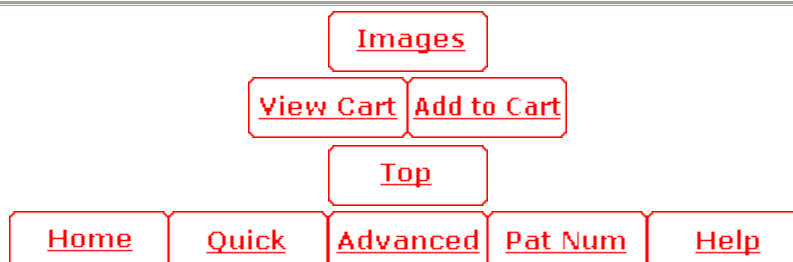 Images
View Cart Add to Cart
Top
Home Quick Advanced Pat Num Help